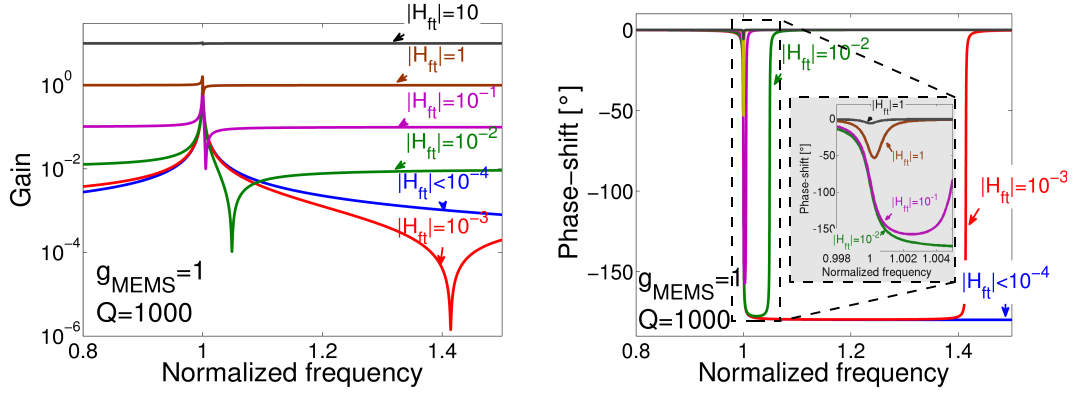 |H_ft|=10
|H_ft|=1
|H_ft|=10^-1
|H_ft|=10^-2
|H_ft|<10^-4
|H_ft|=10^-3
10^0
10^-2
10^-4
10^-6
Gain
g_MEMS=1
Q=1000
0.8 1 1.2 1.4
Normalized frequency
0
−50
−100
−150
Phase-shift [°]
|H_ft|=10^-2
|H_ft|=10^-3
|H_ft|<10^-4
g_MEMS=1
Q=1000
0.8 1 1.2 1.4
Normalized frequency
0
-50
-100
-150
Phase-shift [°]
|H_ft|=1
|H_ft|=1
|H_ft|=10^-1
|H_ft|=10^-2
0.998 1 1.002 1.004
Normalized frequency